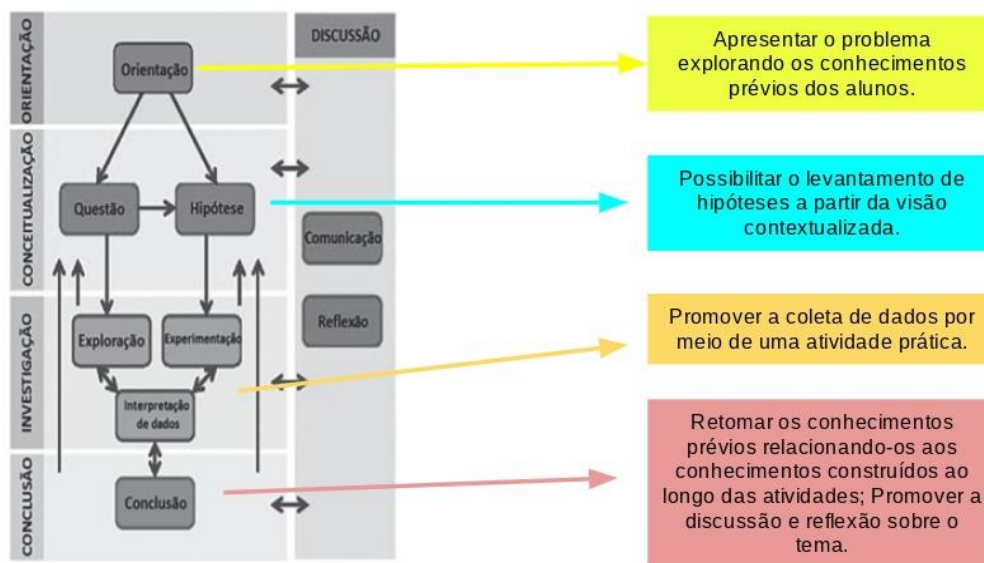 ORIENTAÇÃO
Orientação
CONCEITUALIZAÇÃO
Questão
Hipótese
INVESTIGAÇÃO
Exploração
Experimentação
Interpretação
de dados
CONCLUSÃO
Conclusão
DISCUSSÃO
Comunicação
Reflexão
Apresentar o problema
explorando os conhecimentos
prévios dos alunos.
Possibilitar o levantamento de
hipóteses a partir da visão
contextualizada.
Promover a coleta de dados por
meio de uma atividade prática.
Retomar os conhecimentos
prévios relacionando-os aos
conhecimentos construídos ao
longo das atividades; Promover a
discussão e reflexão sobre o
tema.